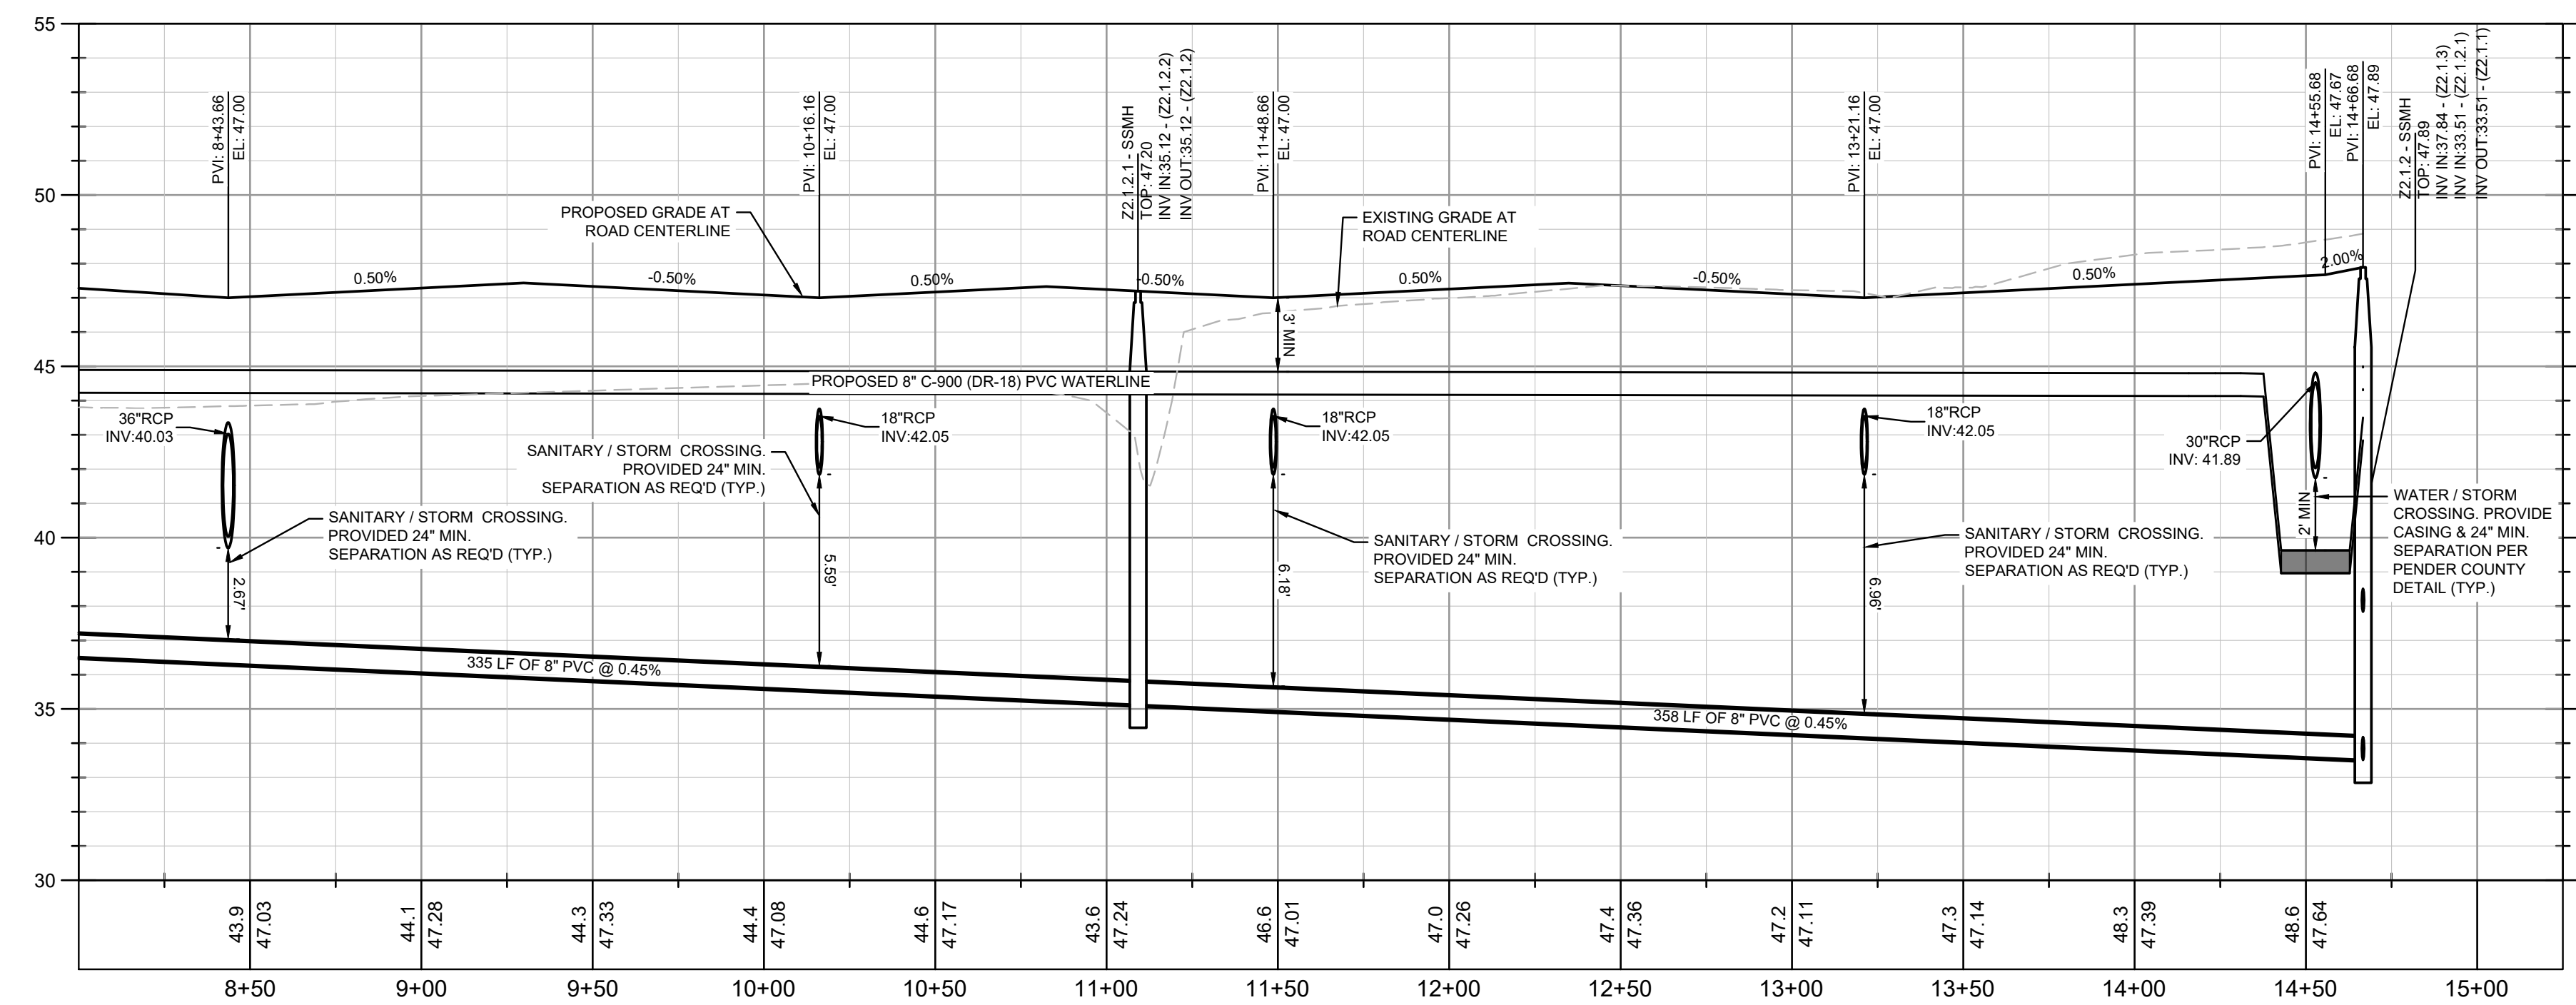 55
50
45
40
35
30
PVI: 8+43.66
EL: 47.00
PVI: 10+16.16
EL: 47.00
Z2.1.2.1 - SSMH
TOP: 47.20
INV IN:35.12 - (Z2.1.2.2)
INV OUT:35.12 - (Z2.1.2)
PVI: 11+48.66
EL: 47.00
PVI: 13+21.16
EL: 47.00
PVI: 14+55.68
EL: 47.67
PVI: 14+66.68
EL: 47.89
Z2.1.2 - SSMH
TOP: 47.89
INV IN:37.84 - (Z2.1.3)
INV IN:33.51 - (Z2.1.2.1)
INV OUT:33.51 - (Z2.1.1)
PROPOSED GRADE AT
ROAD CENTERLINE
EXISTING GRADE AT
ROAD CENTERLINE
0.50%
-0.50%
0.50%
-0.50%
0.50%
-0.50%
0.50%
2.00%
3' MIN
PROPOSED 8" C-900 (DR-18) PVC WATERLINE
36"RCP
INV:40.03
18"RCP
INV:42.05
18"RCP
INV:42.05
18"RCP
INV:42.05
30"RCP
INV: 41.89
SANITARY / STORM CROSSING.
PROVIDED 24" MIN.
SEPARATION AS REQ'D (TYP.)
SANITARY / STORM CROSSING.
PROVIDED 24" MIN.
SEPARATION AS REQ'D (TYP.)
SANITARY / STORM CROSSING.
PROVIDED 24" MIN.
SEPARATION AS REQ'D (TYP.)
SANITARY / STORM CROSSING.
PROVIDED 24" MIN.
SEPARATION AS REQ'D (TYP.)
2' MIN
WATER / STORM
CROSSING. PROVIDE
CASING & 24" MIN.
SEPARATION PER
PENDER COUNTY
DETAIL (TYP.)
2.67'
5.59'
6.18'
6.96'
335 LF OF 8" PVC @ 0.45%
358 LF OF 8" PVC @ 0.45%
43.9
47.03
44.1
47.28
44.3
47.33
44.4
47.08
44.6
47.17
43.6
47.24
46.6
47.01
47.0
47.26
47.4
47.36
47.2
47.11
47.3
47.14
48.3
47.39
48.6
47.64
8+50
9+00
9+50
10+00
10+50
11+00
11+50
12+00
12+50
13+00
13+50
14+00
14+50
15+00